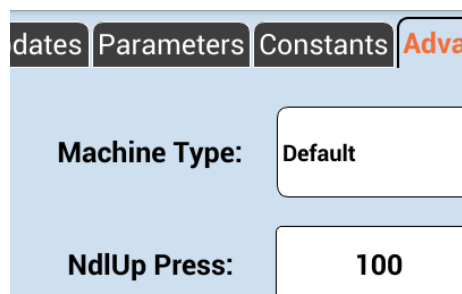 dates Parameters Constants Adva
Machine Type: Default
NdlUp Press: 100